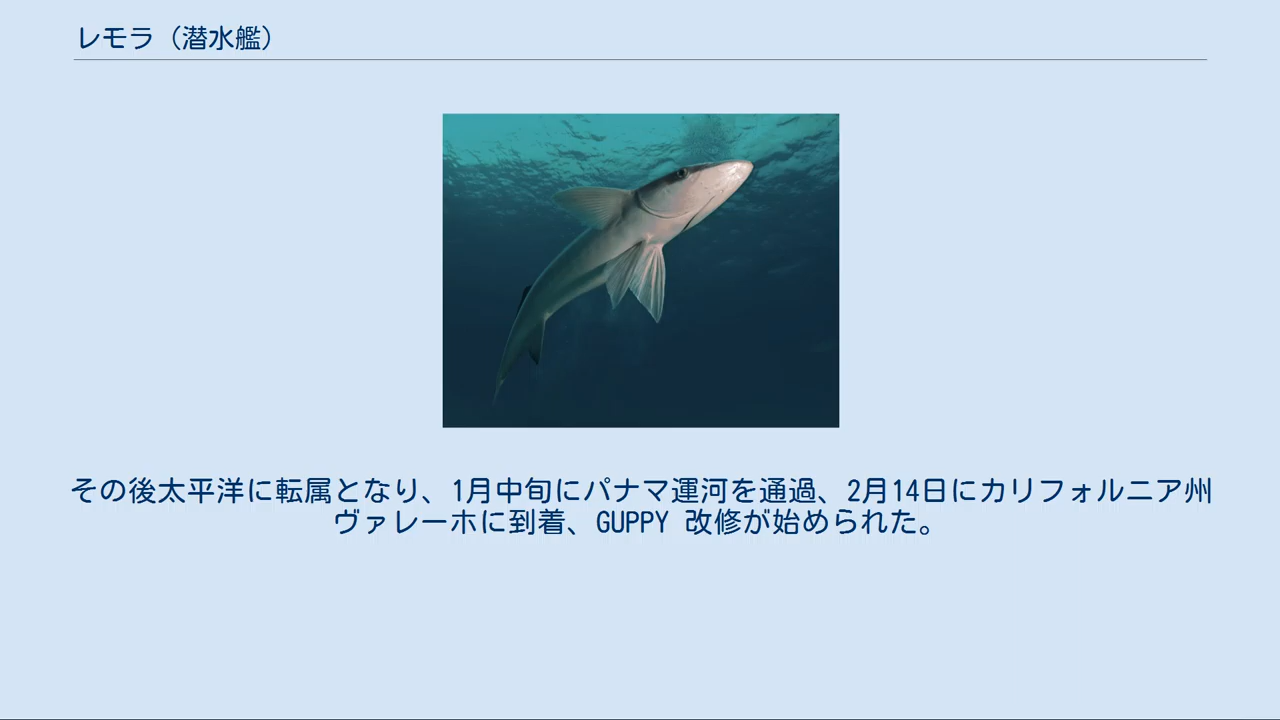 レモラ（潜水艦）
その後太平洋に転属となり、1月中旬にパナマ運河を通過、2月14日にカリフォルニア州
ヴァレーホに到着、GUPPY 改修が始められた。